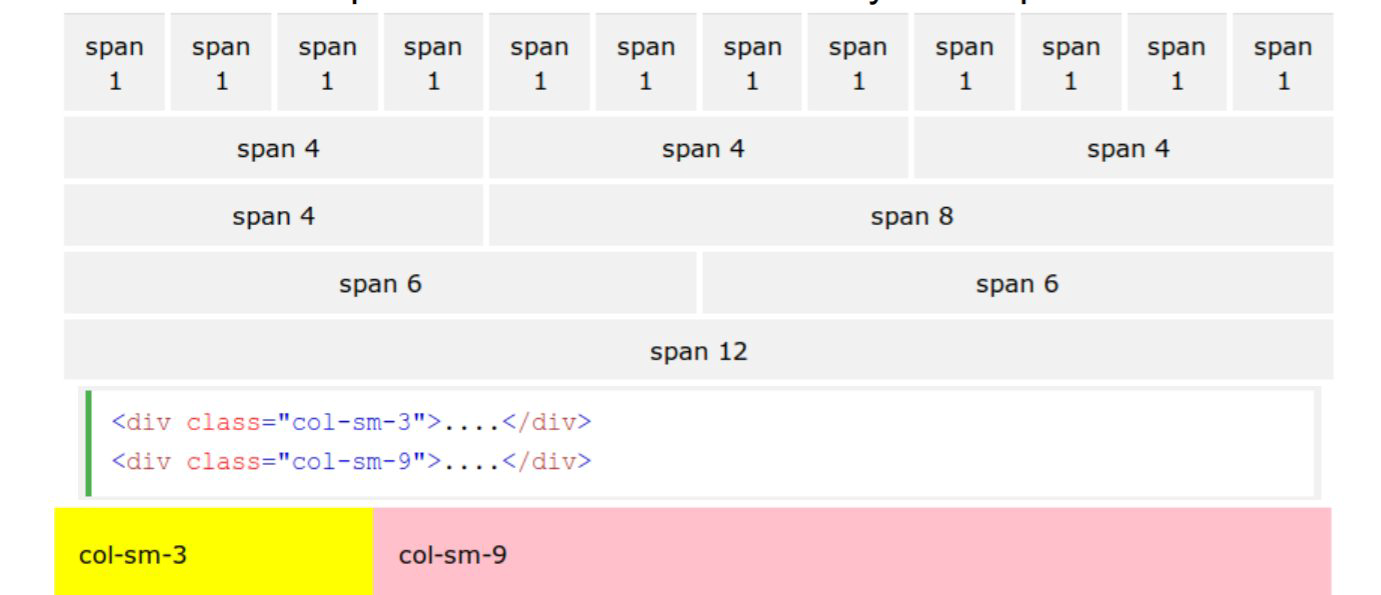 span span span span span span span span span span span span
1 1 1 1 1 1 1 1 1 1 1 1
span 4 span 4 span 4
span 4 span 8
span 6 span 6
span 12
<div class="col-sm-3">....</div>
<div class="col-sm-9">....</div>
col-sm-3 col-sm-9